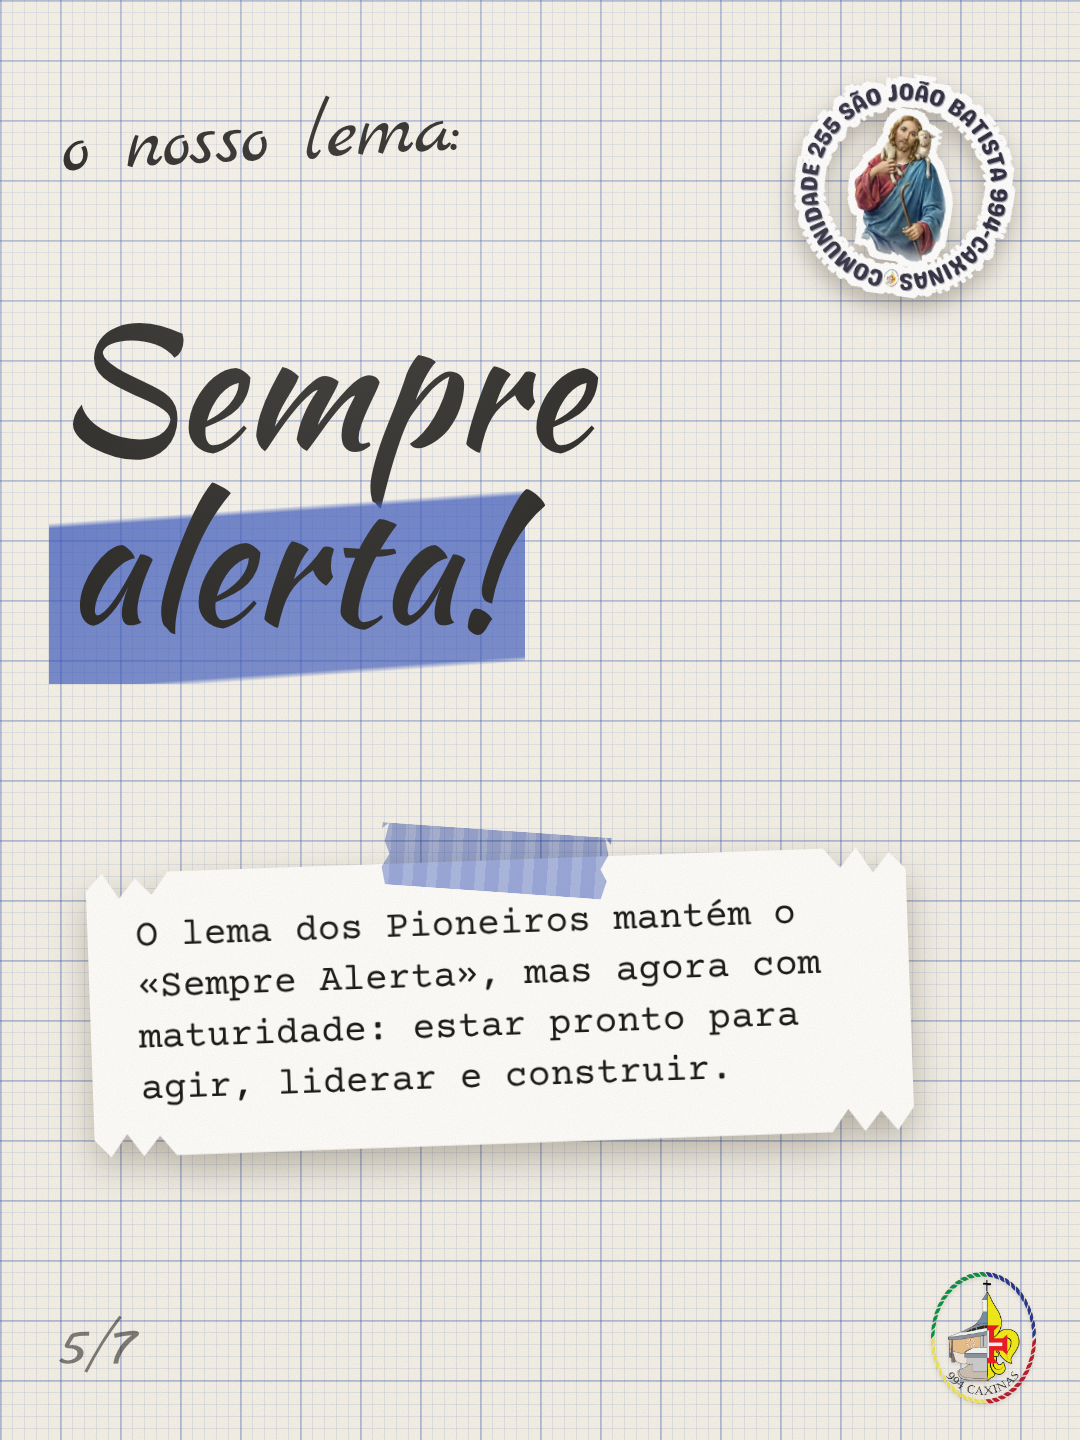 o nosso lema:
COMUNIDADE 255 SÃO JOÃO BATISTA 994-CAXINAS
Sempre
alerta!
O lema dos Pioneiros mantém o
«Sempre Alerta», mas agora com
maturidade: estar pronto para
agir, liderar e construir.
5/7
994 CAXINAS